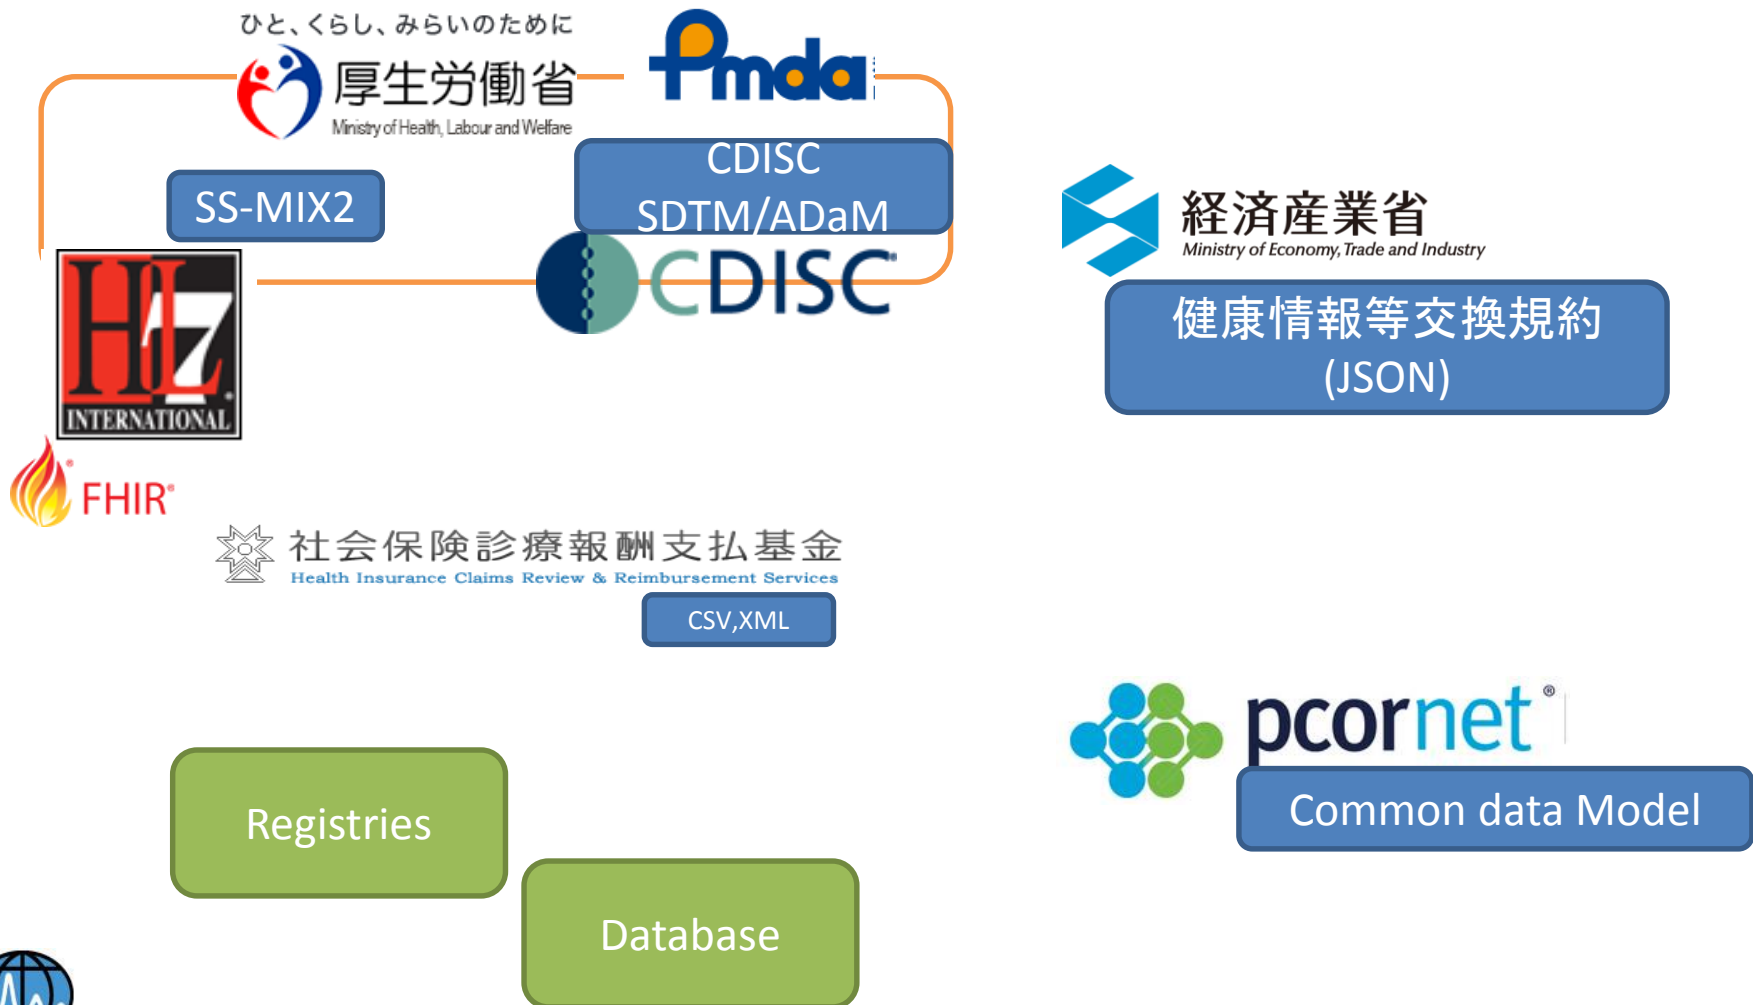 ひと、くらし、みらいのために
厚生労働省
Ministry of Health, Labour and Welfare
Pmda
SS-MIX2
CDISC
SDTM/ADaM
CDISC
HL7
INTERNATIONAL
FHIR®
経済産業省
Ministry of Economy, Trade and Industry
健康情報等交換規約
(JSON)
社会保険診療報酬支払基金
Health Insurance Claims Review & Reimbursement Services
CSV,XML
pcornet®
Common data Model
Registries
Database